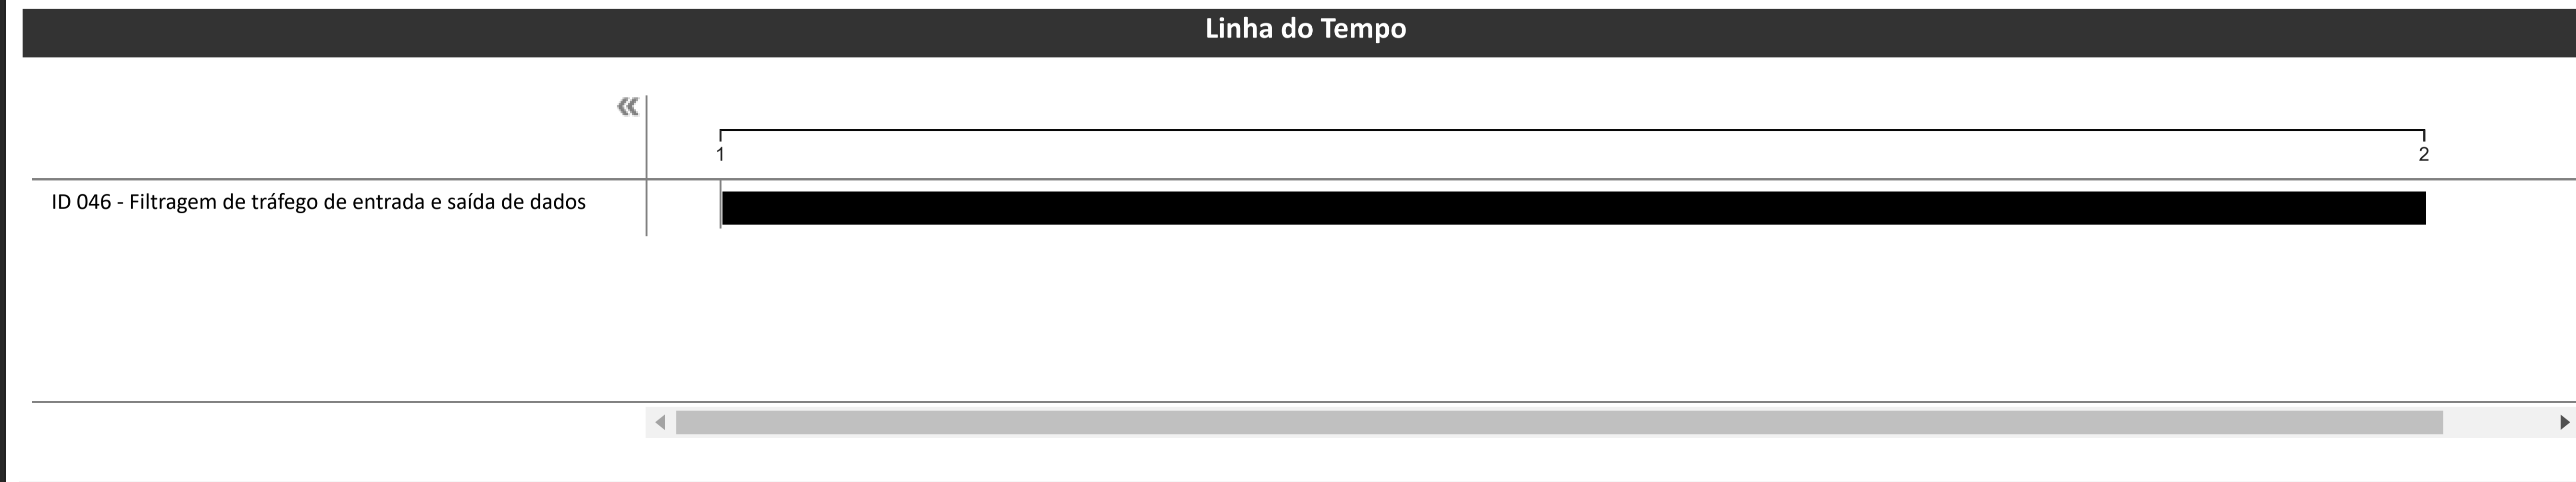 Linha do Tempo
1
2
ID 046 - Filtragem de tráfego de entrada e saída de dados